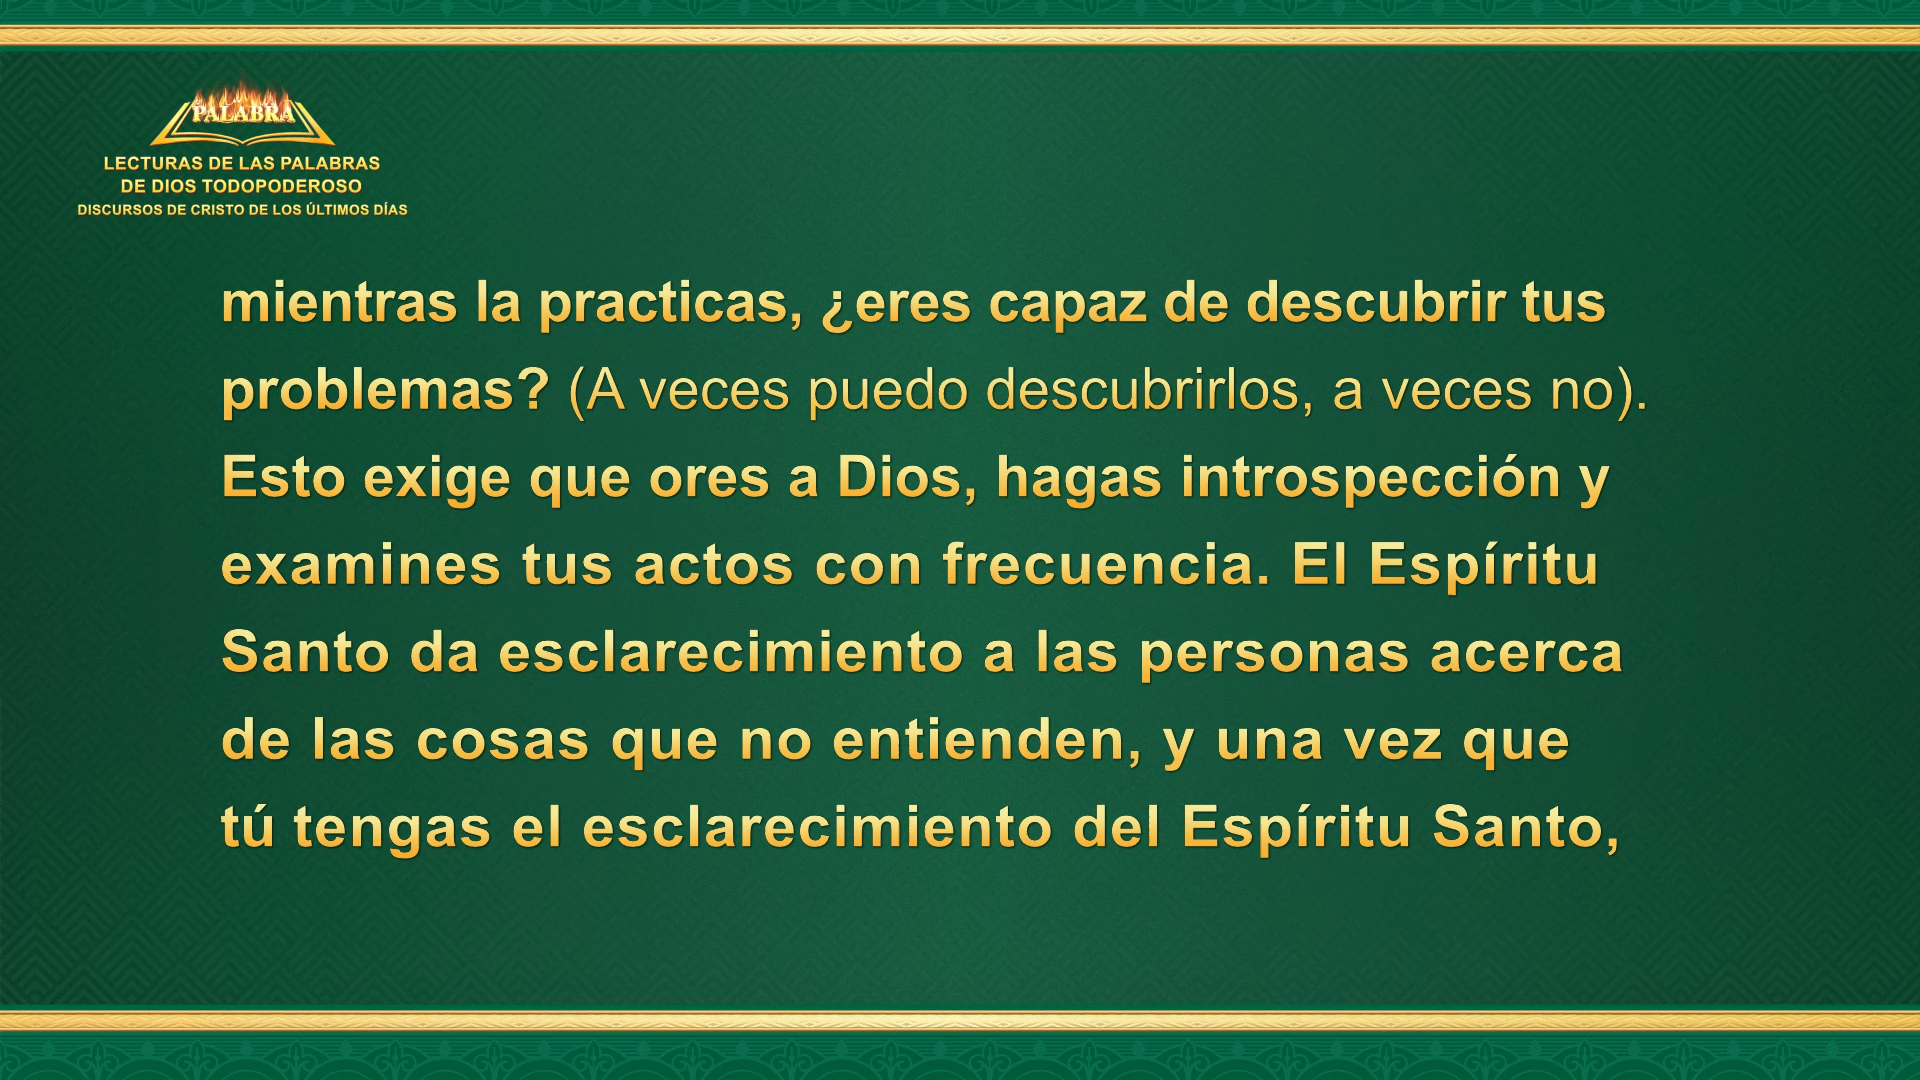 PALABRA
LECTURAS DE LAS PALABRAS
DE DIOS TODOPODEROSO
DISCURSOS DE CRISTO DE LOS ÚLTIMOS DÍAS
mientras la practicas, ¿eres capaz de descubrir tus
problemas? (A veces puedo descubrirlos, a veces no).
Esto exige que ores a Dios, hagas introspección y
examines tus actos con frecuencia. El Espíritu
Santo da esclarecimiento a las personas acerca
de las cosas que no entienden, y una vez que
tú tengas el esclarecimiento del Espíritu Santo,